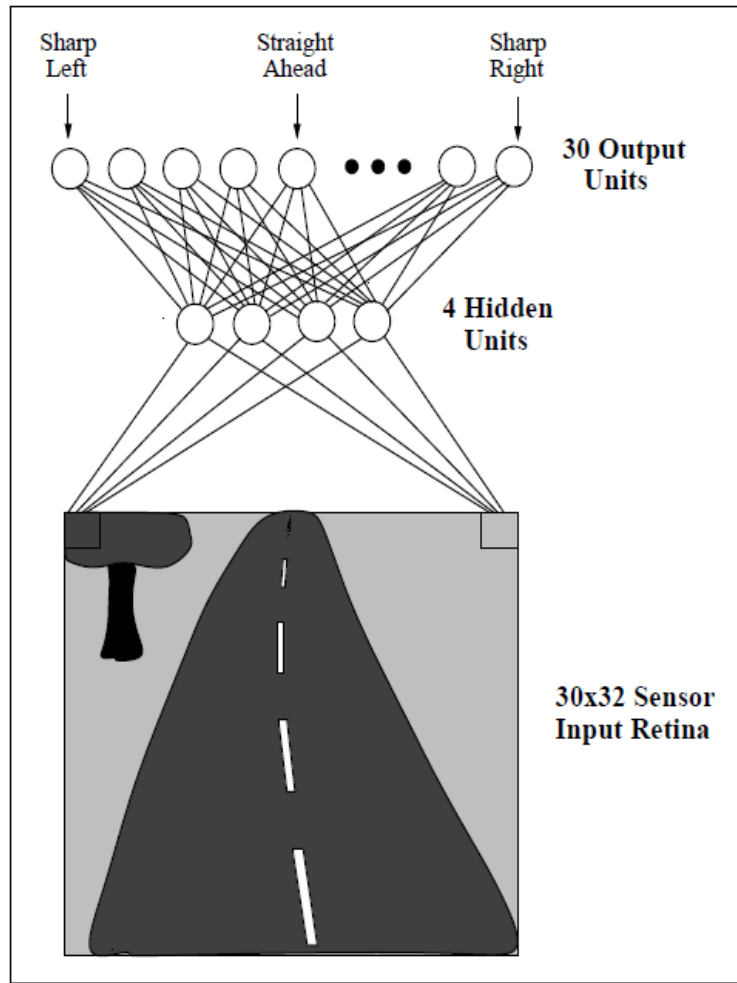 Sharp
Left
Straight
Ahead
Sharp
Right
30 Output
Units
4 Hidden
Units
30x32 Sensor
Input Retina